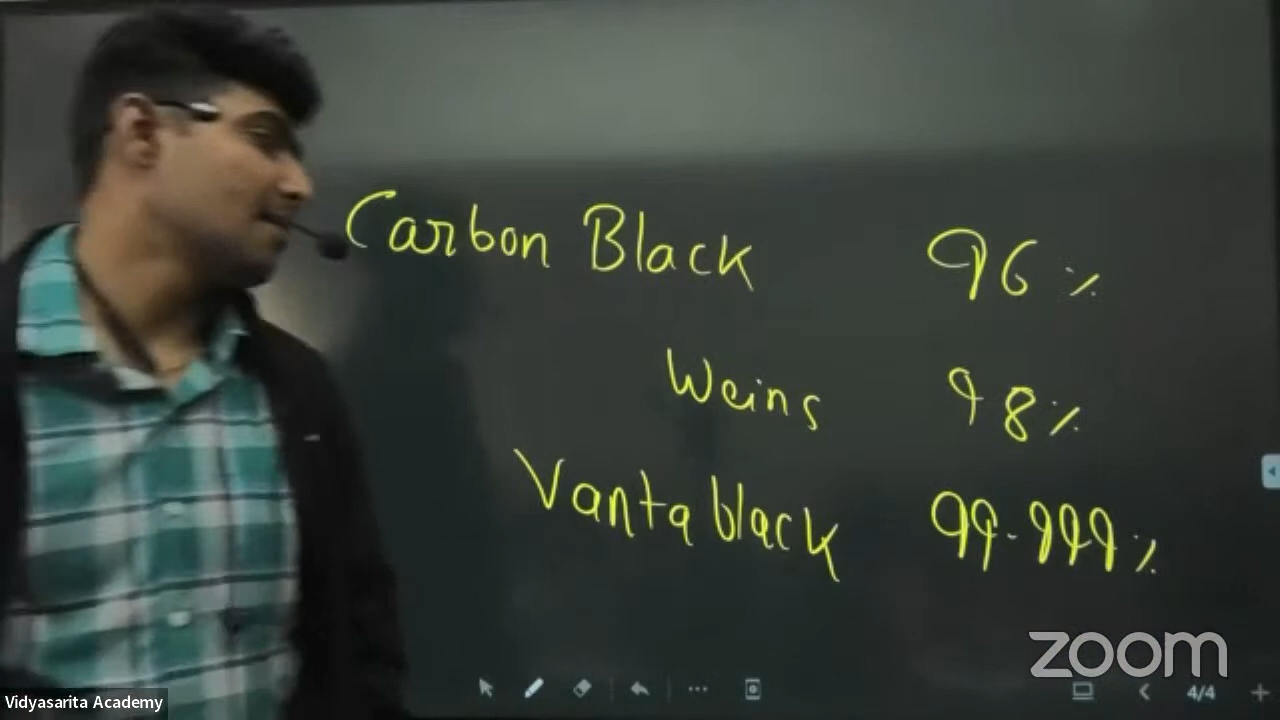 Carbon Black 96%
Weins 98%
Vantablack 99.999%
zoom
4/4
Vidyasarita Academy